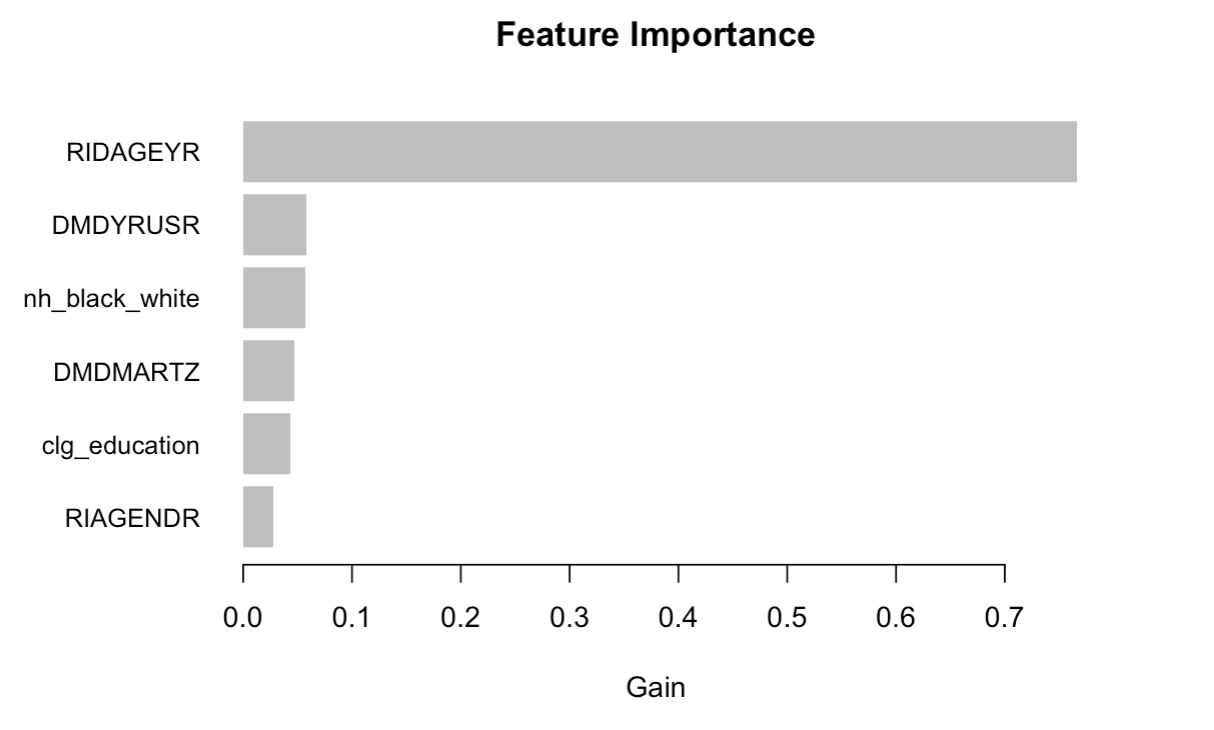 Feature Importance
RIDAGEYR
DMDYRUSR
nh_black_white
DMDMARTZ
clg_education
RIAGENDR
0.0 0.1 0.2 0.3 0.4 0.5 0.6 0.7
Gain